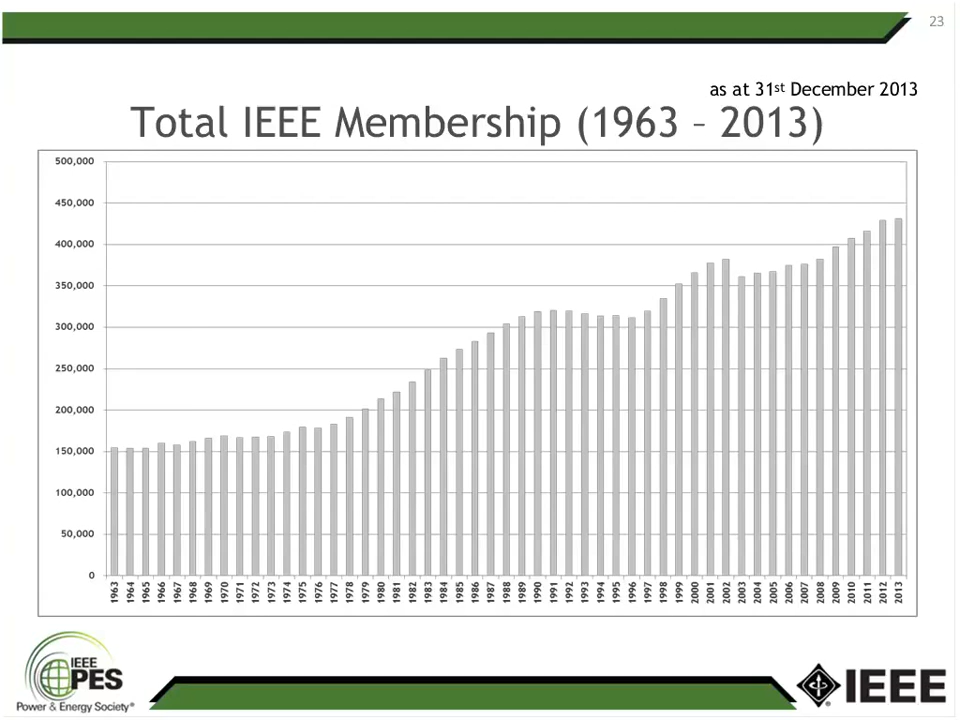 23
as at 31st December 2013
Total IEEE Membership (1963 – 2013)
500,000
450,000
400,000
350,000
300,000
250,000
200,000
150,000
100,000
50,000
0
1963 1964 1965 1966 1967 1968 1969 1970 1971 1972 1973 1974 1975 1976 1977 1978 1979 1980 1981 1982 1983 1984 1985 1986 1987 1988 1989 1990 1991 1992 1993 1994 1995 1996 1997 1998 1999 2000 2001 2002 2003 2004 2005 2006 2007 2008 2009 2010 2011 2012 2013
IEEE
PES
Power & Energy Society®
IEEE